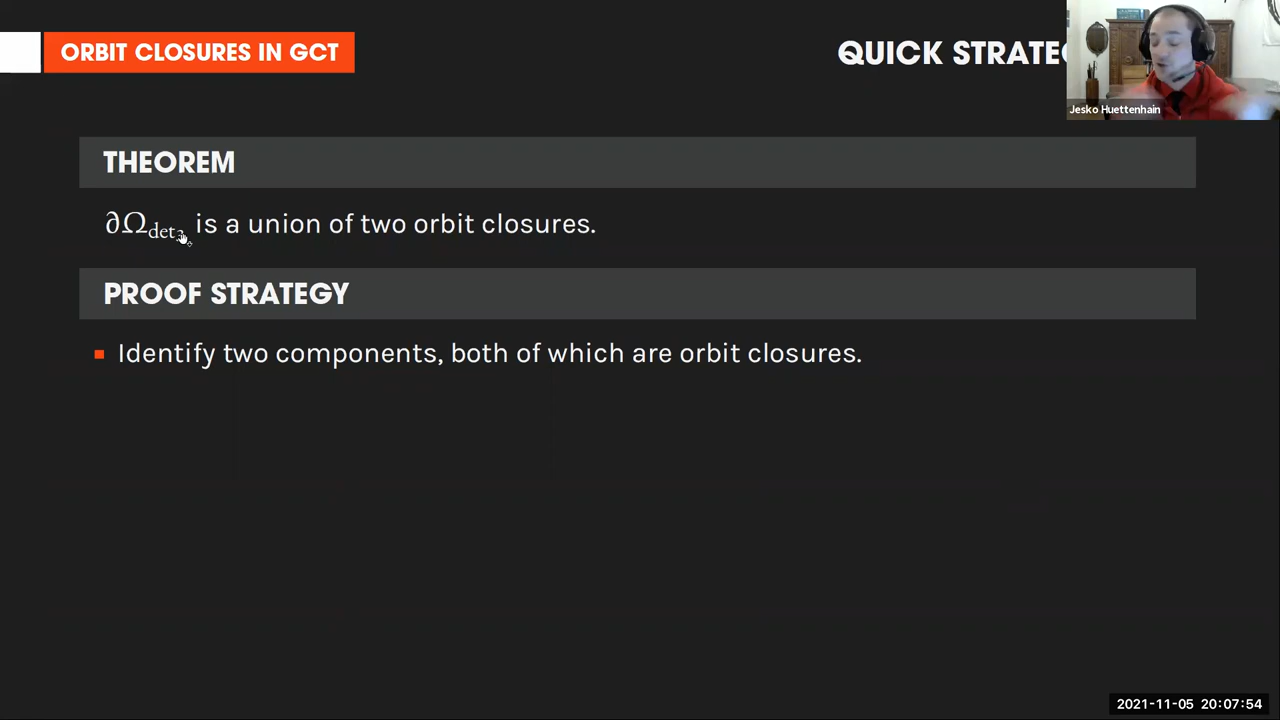 ORBIT CLOSURES IN GCT
QUICK STRATEG
Jesko Huettenhain
THEOREM
∂Ω_det₃ is a union of two orbit closures.
PROOF STRATEGY
Identify two components, both of which are orbit closures.
2021-11-05 20:07:54